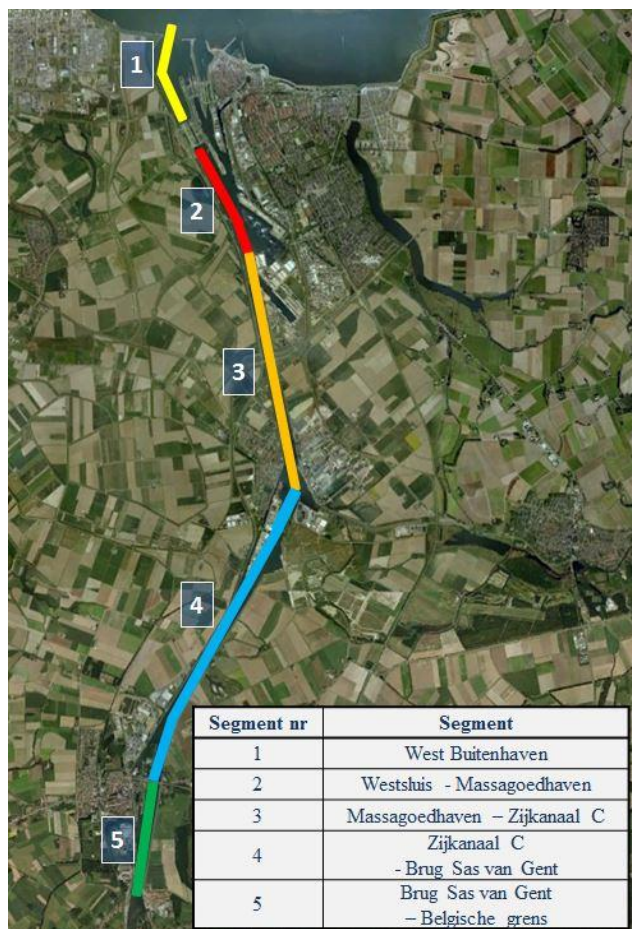 1
2
3
4
5
Segment nr Segment
1 West Buitenhaven
2 Westsluis - Massagoedhaven
3 Massagoedhaven – Zijkanaal C
4 Zijkanaal C
- Brug Sas van Gent
5 Brug Sas van Gent
– Belgische grens